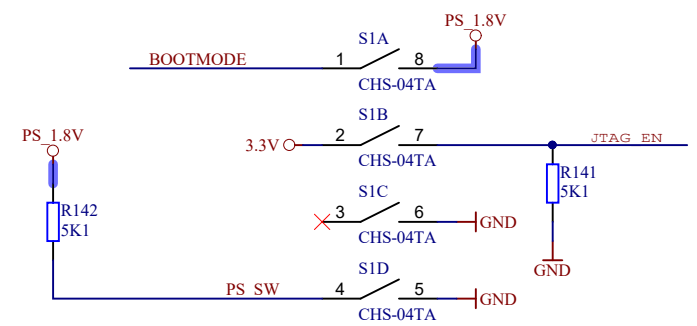 PS_1.8V
S1A
BOOTMODE
1
8
CHS-04TA
S1B
PS_1.8V
3.3V
2
7
JTAG_EN
CHS-04TA
R141
5K1
S1C
R142
5K1
3
6
GND
CHS-04TA
GND
S1D
PS_SW
4
5
GND
CHS-04TA